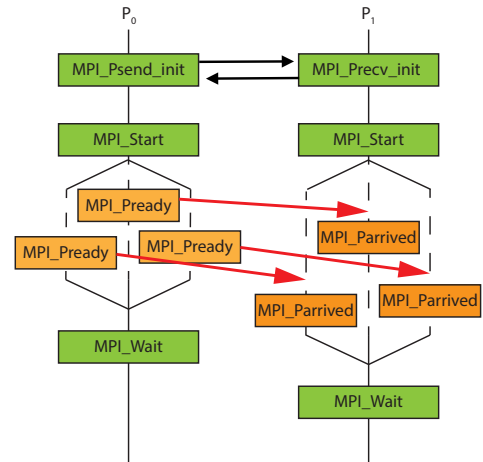 P0 P1
MPI_Psend_init MPI_Precv_init
MPI_Start MPI_Start
MPI_Pready
MPI_Parrived
MPI_Pready MPI_Pready
MPI_Parrived MPI_Parrived
MPI_Wait
MPI_Wait